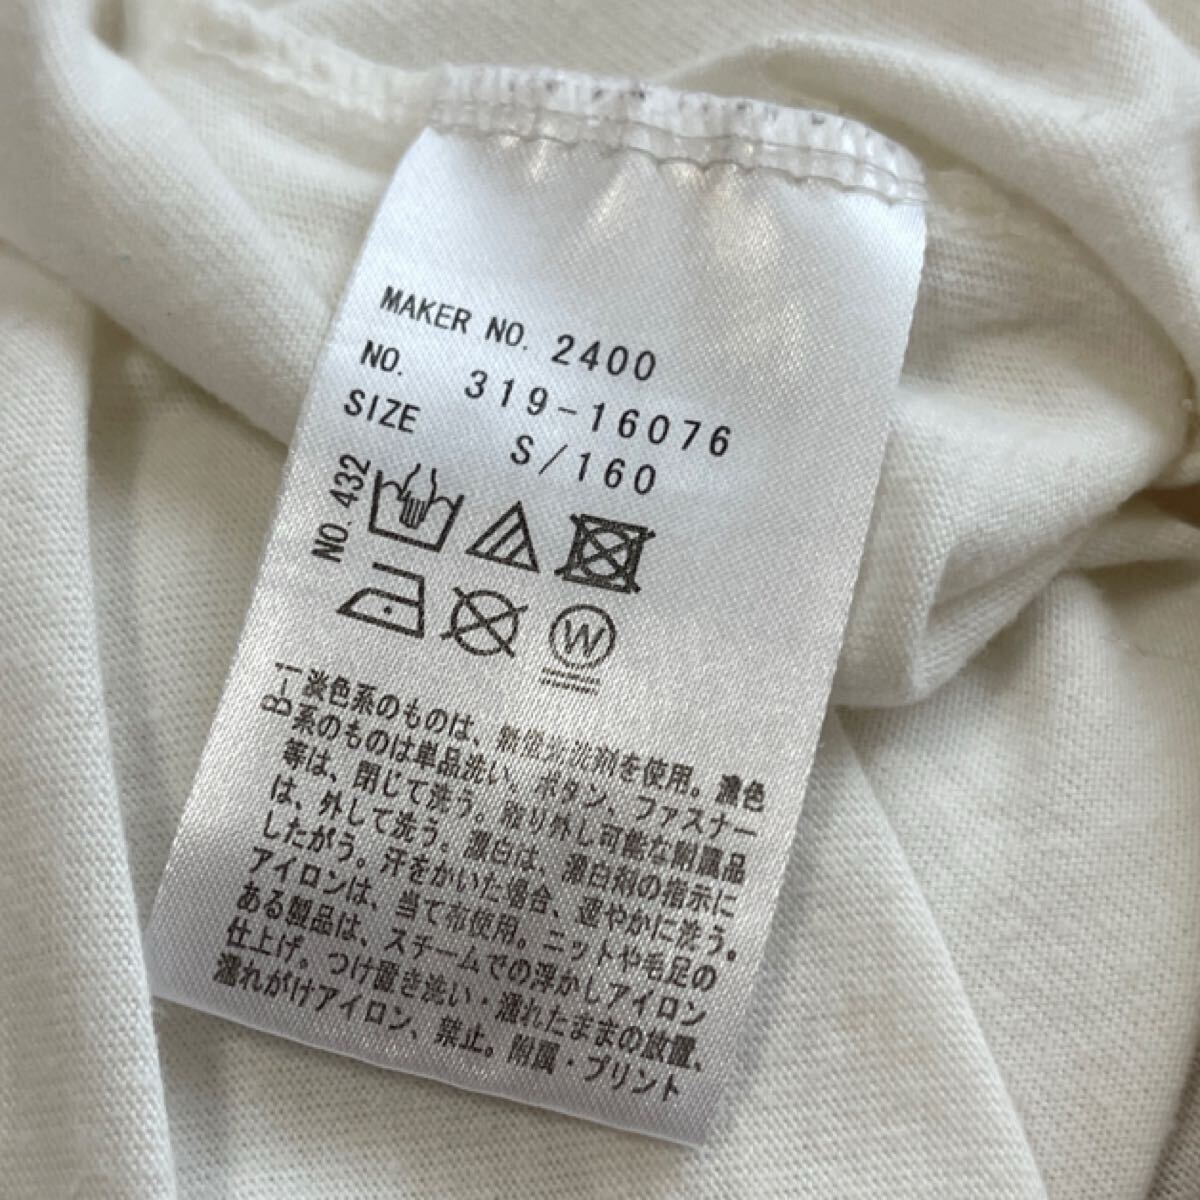 MAKER NO. 2400
NO. 319-16076
SIZE S/160
NO. 432
W
B-11
淡色系のものは、無蛍光洗剤を使用。濃色
系のものは単品洗い。ボタン、ファスナー
等は、閉じて洗う。取り外し可能な附属品
は、外して洗う。漂白は、漂白剤の指示に
したがう。汗をかいた場合、速やかに洗う。
アイロンは、当て布使用。ニットや毛足の
ある製品は、スチームでの浮かしアイロン
仕上げ。つけ置き洗い・濡れたままの放置、
濡れがけアイロン、禁止。附属・プリント